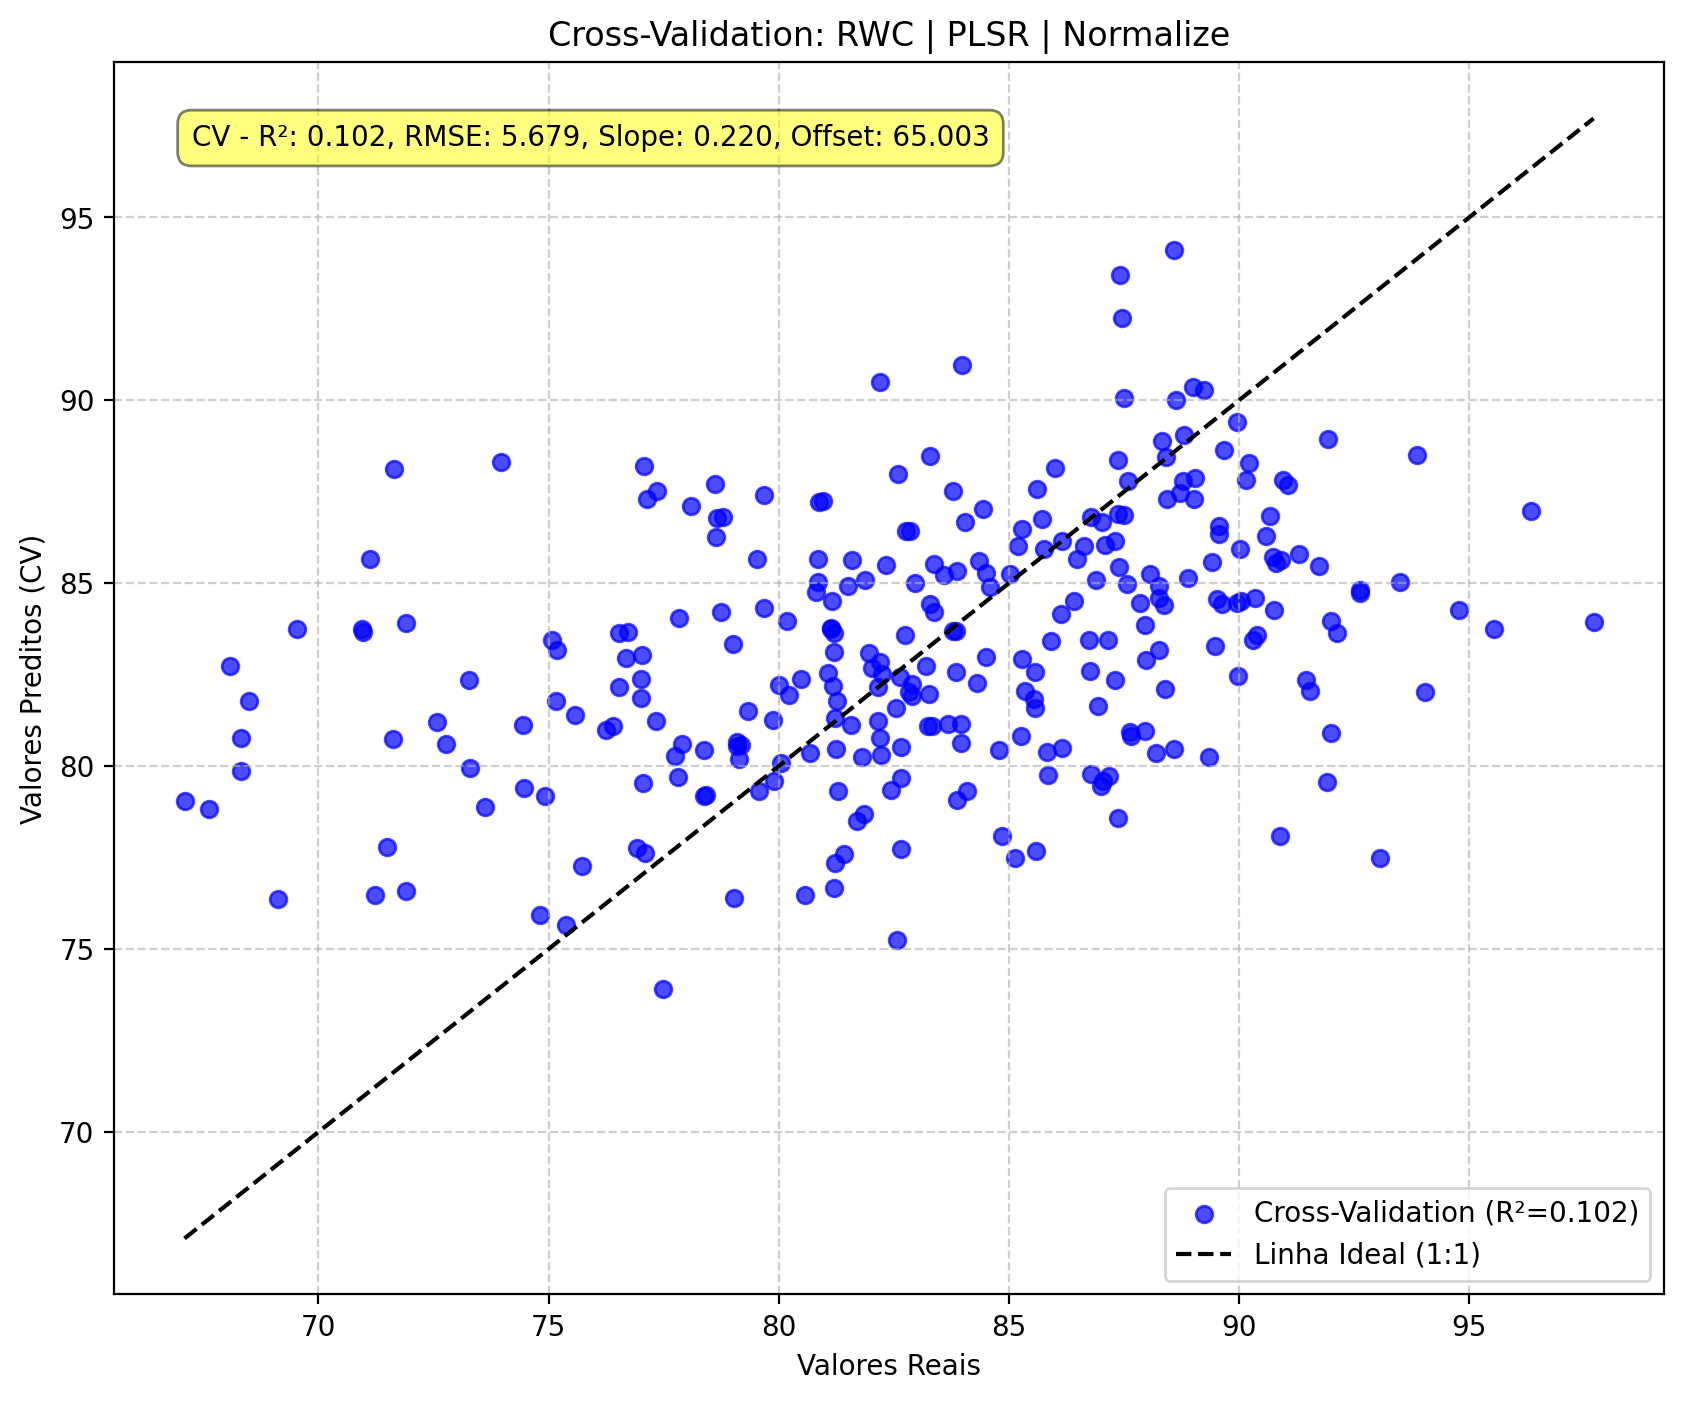 Cross-Validation: RWC | PLSR | Normalize
CV - R²: 0.102, RMSE: 5.679, Slope: 0.220, Offset: 65.003
Valores Preditos (CV)
95
90
85
80
75
70
Cross-Validation (R²=0.102)
Linha Ideal (1:1)
70 75 80 85 90 95
Valores Reais